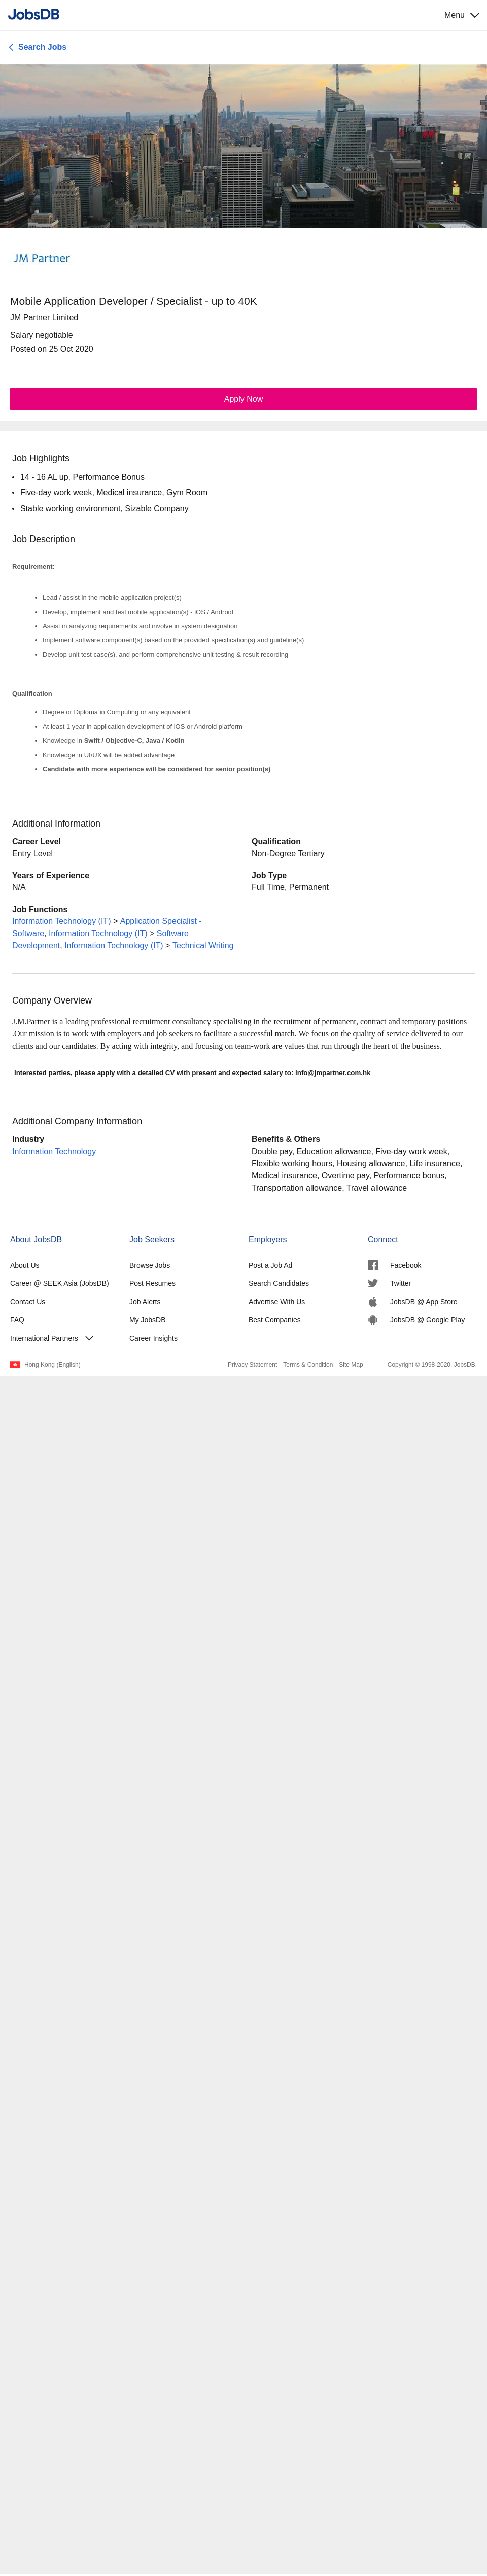 JobsDB
Menu
Search Jobs
JM Partner
Mobile Application Developer / Specialist - up to 40K
JM Partner Limited
Salary negotiable
Posted on 25 Oct 2020
Apply Now
Job Highlights
• 14 - 16 AL up, Performance Bonus
• Five-day work week, Medical insurance, Gym Room
• Stable working environment, Sizable Company
Job Description
Requirement:
• Lead / assist in the mobile application project(s)
• Develop, implement and test mobile application(s) - iOS / Android
• Assist in analyzing requirements and involve in system designation
• Implement software component(s) based on the provided specification(s) and guideline(s)
• Develop unit test case(s), and perform comprehensive unit testing & result recording
Qualification
• Degree or Diploma in Computing or any equivalent
• At least 1 year in application development of iOS or Android platform
• Knowledge in Swift / Objective-C, Java / Kotlin
• Knowledge in UI/UX will be added advantage
• Candidate with more experience will be considered for senior position(s)
Additional Information
Career Level
Entry Level
Qualification
Non-Degree Tertiary
Years of Experience
N/A
Job Type
Full Time, Permanent
Job Functions
Information Technology (IT) > Application Specialist -
Software, Information Technology (IT) > Software
Development, Information Technology (IT) > Technical Writing
Company Overview
J.M.Partner is a leading professional recruitment consultancy specialising in the recruitment of permanent, contract and temporary positions
.Our mission is to work with employers and job seekers to facilitate a successful match. We focus on the quality of service delivered to our
clients and our candidates. By acting with integrity, and focusing on team-work are values that run through the heart of the business.
Interested parties, please apply with a detailed CV with present and expected salary to: info@jmpartner.com.hk
Additional Company Information
Industry
Information Technology
Benefits & Others
Double pay, Education allowance, Five-day work week,
Flexible working hours, Housing allowance, Life insurance,
Medical insurance, Overtime pay, Performance bonus,
Transportation allowance, Travel allowance
About JobsDB
About Us
Career @ SEEK Asia (JobsDB)
Contact Us
FAQ
International Partners
Job Seekers
Browse Jobs
Post Resumes
Job Alerts
My JobsDB
Career Insights
Employers
Post a Job Ad
Search Candidates
Advertise With Us
Best Companies
Connect
Facebook
Twitter
JobsDB @ App Store
JobsDB @ Google Play
Hong Kong (English)
Privacy Statement Terms & Condition Site Map Copyright © 1998-2020, JobsDB.